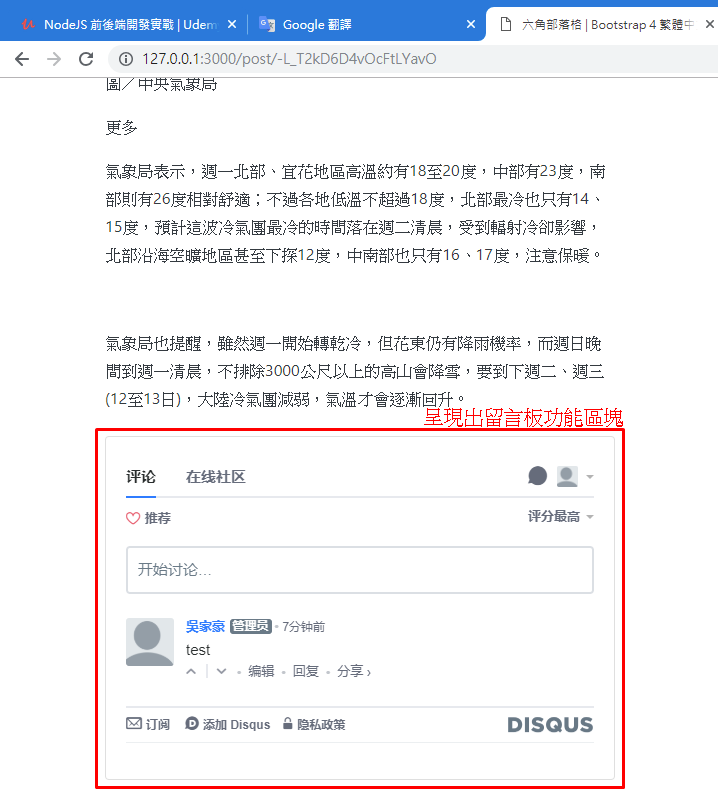 NodeJS 前後端開發實戰 | Udem
Google 翻譯
六角部落格 | Bootstrap 4 繁體中
127.0.0.1:3000/post/-L_T2kD6D4vOcFtLYavO
圖／中央氣象局
更多
氣象局表示，週一北部、宜花地區高溫約有18至20度，中部有23度，南
部則有26度相對舒適；不過各地低溫不超過18度，北部最冷也只有14、
15度，預計這波冷氣團最冷的時間落在週二清晨，受到輻射冷卻影響，
北部沿海空曠地區甚至下探12度，中南部也只有16、17度，注意保暖。
氣象局也提醒，雖然週一開始轉乾冷，但花東仍有降雨機率，而週日晚
間到週一清晨，不排除3000公尺以上的高山會降雪，要到下週二、週三
(12至13日)，大陸冷氣團減弱，氣溫才會逐漸回升。
呈現出留言板功能區塊
评论 在线社区
推荐 评分最高
开始讨论...
吳家豪 管理员 • 7分钟前
test
• 编辑 • 回复 • 分享 ›
订阅 添加 Disqus 隐私政策 DISQUS